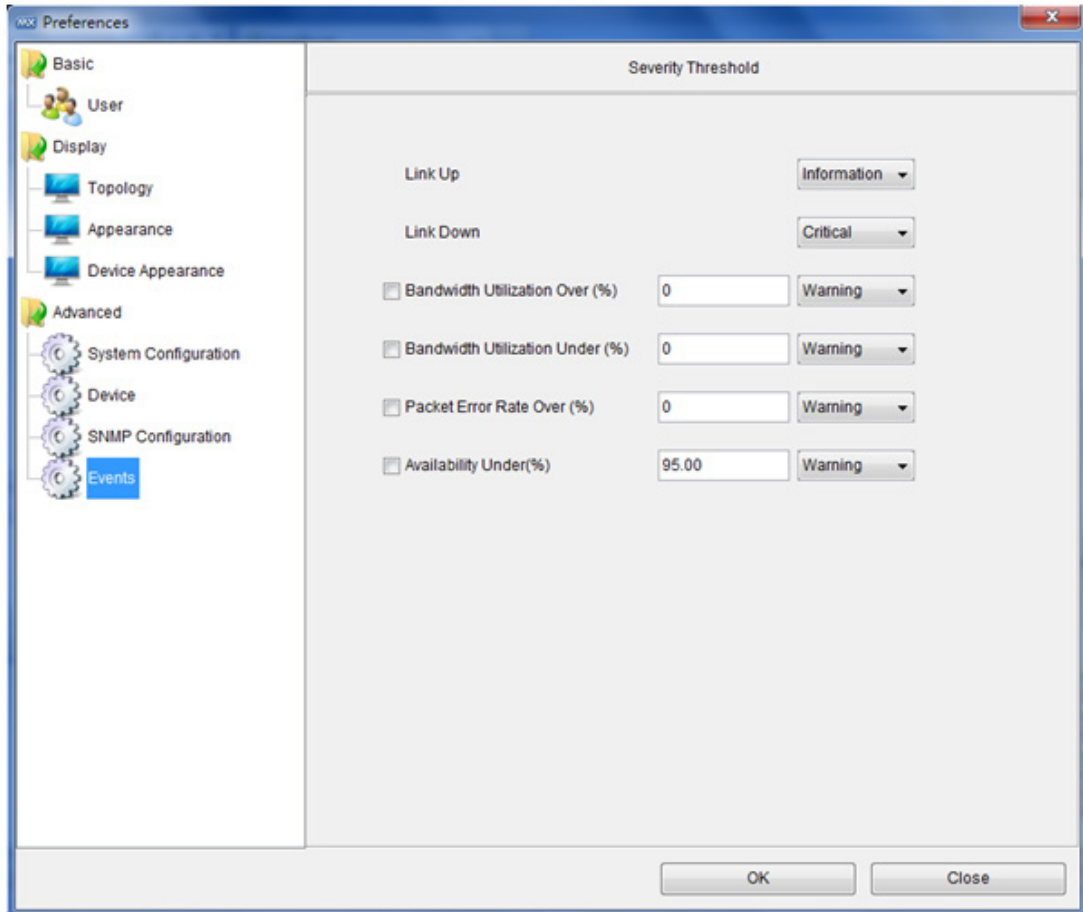 MX Preferences
Basic
User
Display
Topology
Appearance
Device Appearance
Advanced
System Configuration
Device
SNMP Configuration
Events
Severity Threshold
Link Up Information
Link Down Critical
Bandwidth Utilization Over (%) 0 Warning
Bandwidth Utilization Under (%) 0 Warning
Packet Error Rate Over (%) 0 Warning
Availability Under(%) 95.00 Warning
OK Close